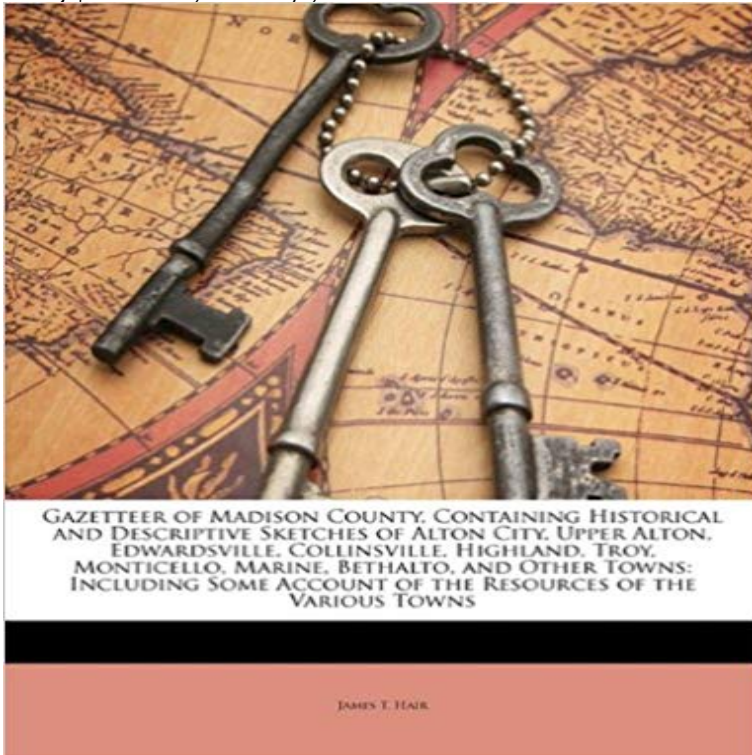 GAZETTEER OF MADISON COUNTY, CONTAINING HISTORICAL
AND DESCRIPTIVE SKETCHES OF ALTON CITY, UPPER ALTON,
EDWARDSVILLE, COLLINSVILLE, HIGHLAND, TROY,
MONTICELLO, MARINE, BETHALTO, AND OTHER TOWNS:
INCLUDING SOME ACCOUNT OF THE RESOURCES OF THE
VARIOUS TOWNS
JAMES T. HAIR